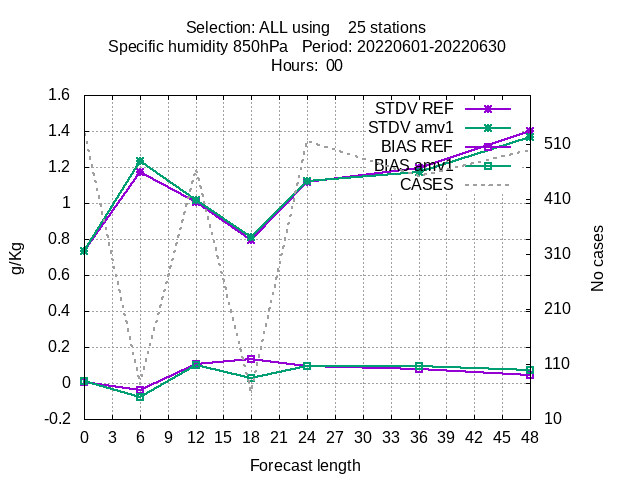 Selection: ALL using    25 stations
Specific humidity 850hPa   Period: 20220601-20220630
Hours:  00
STDV REF
STDV amv1
BIAS REF
BIAS amv1
CASES
1.6
1.4
1.2
1
0.8
0.6
0.4
0.2
0
-0.2
g/Kg
510
410
310
210
110
10
No cases
0 3 6 9 12 15 18 21 24 27 30 33 36 39 42 45 48
Forecast length